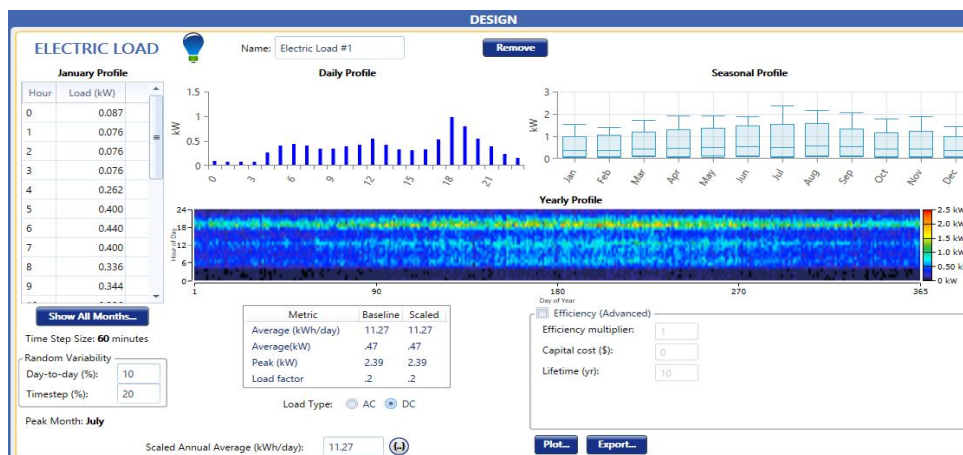 DESIGN
ELECTRIC LOAD
Name: Electric Load #1
Remove
January Profile
Hour Load (kW)
0 0.087
1 0.076
2 0.076
3 0.076
4 0.262
5 0.400
6 0.440
7 0.400
8 0.336
9 0.344
Show All Months...
Time Step Size: 60 minutes
Random Variability
Day-to-day (%): 10
Timestep (%): 20
Peak Month: July
Daily Profile
kW
1.5
1
0.5
0
0 3 6 9 12 15 18 21
Seasonal Profile
kW
3
2
1
0
Jan Feb Mar Apr May Jun Jul Aug Sep Oct Nov Dec
Yearly Profile
Hour of Day
24
18
12
6
0
1 90 180 270 365
Day of Year
2.5 kW
2.0 kW
1.5 kW
1.0 kW
0.50 kW
0 kW
Metric Baseline Scaled
Average (kWh/day) 11.27 11.27
Average(kW) .47 .47
Peak (kW) 2.39 2.39
Load factor .2 .2
Load Type: AC DC
Efficiency (Advanced)
Efficiency multiplier: 1
Capital cost ($): 0
Lifetime (yr): 10
Scaled Annual Average (kWh/day): 11.27 {..}
Plot... Export...